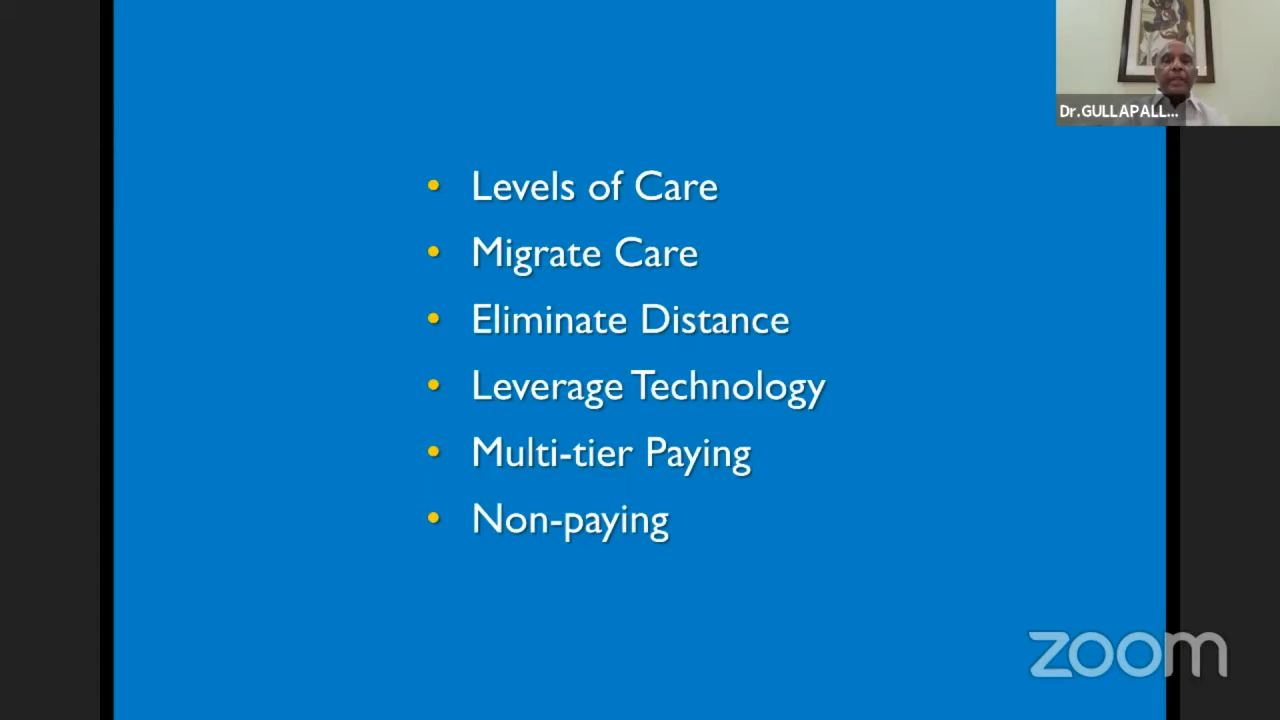 Dr.GULLAPALL...
• Levels of Care
• Migrate Care
• Eliminate Distance
• Leverage Technology
• Multi-tier Paying
• Non-paying
zoom